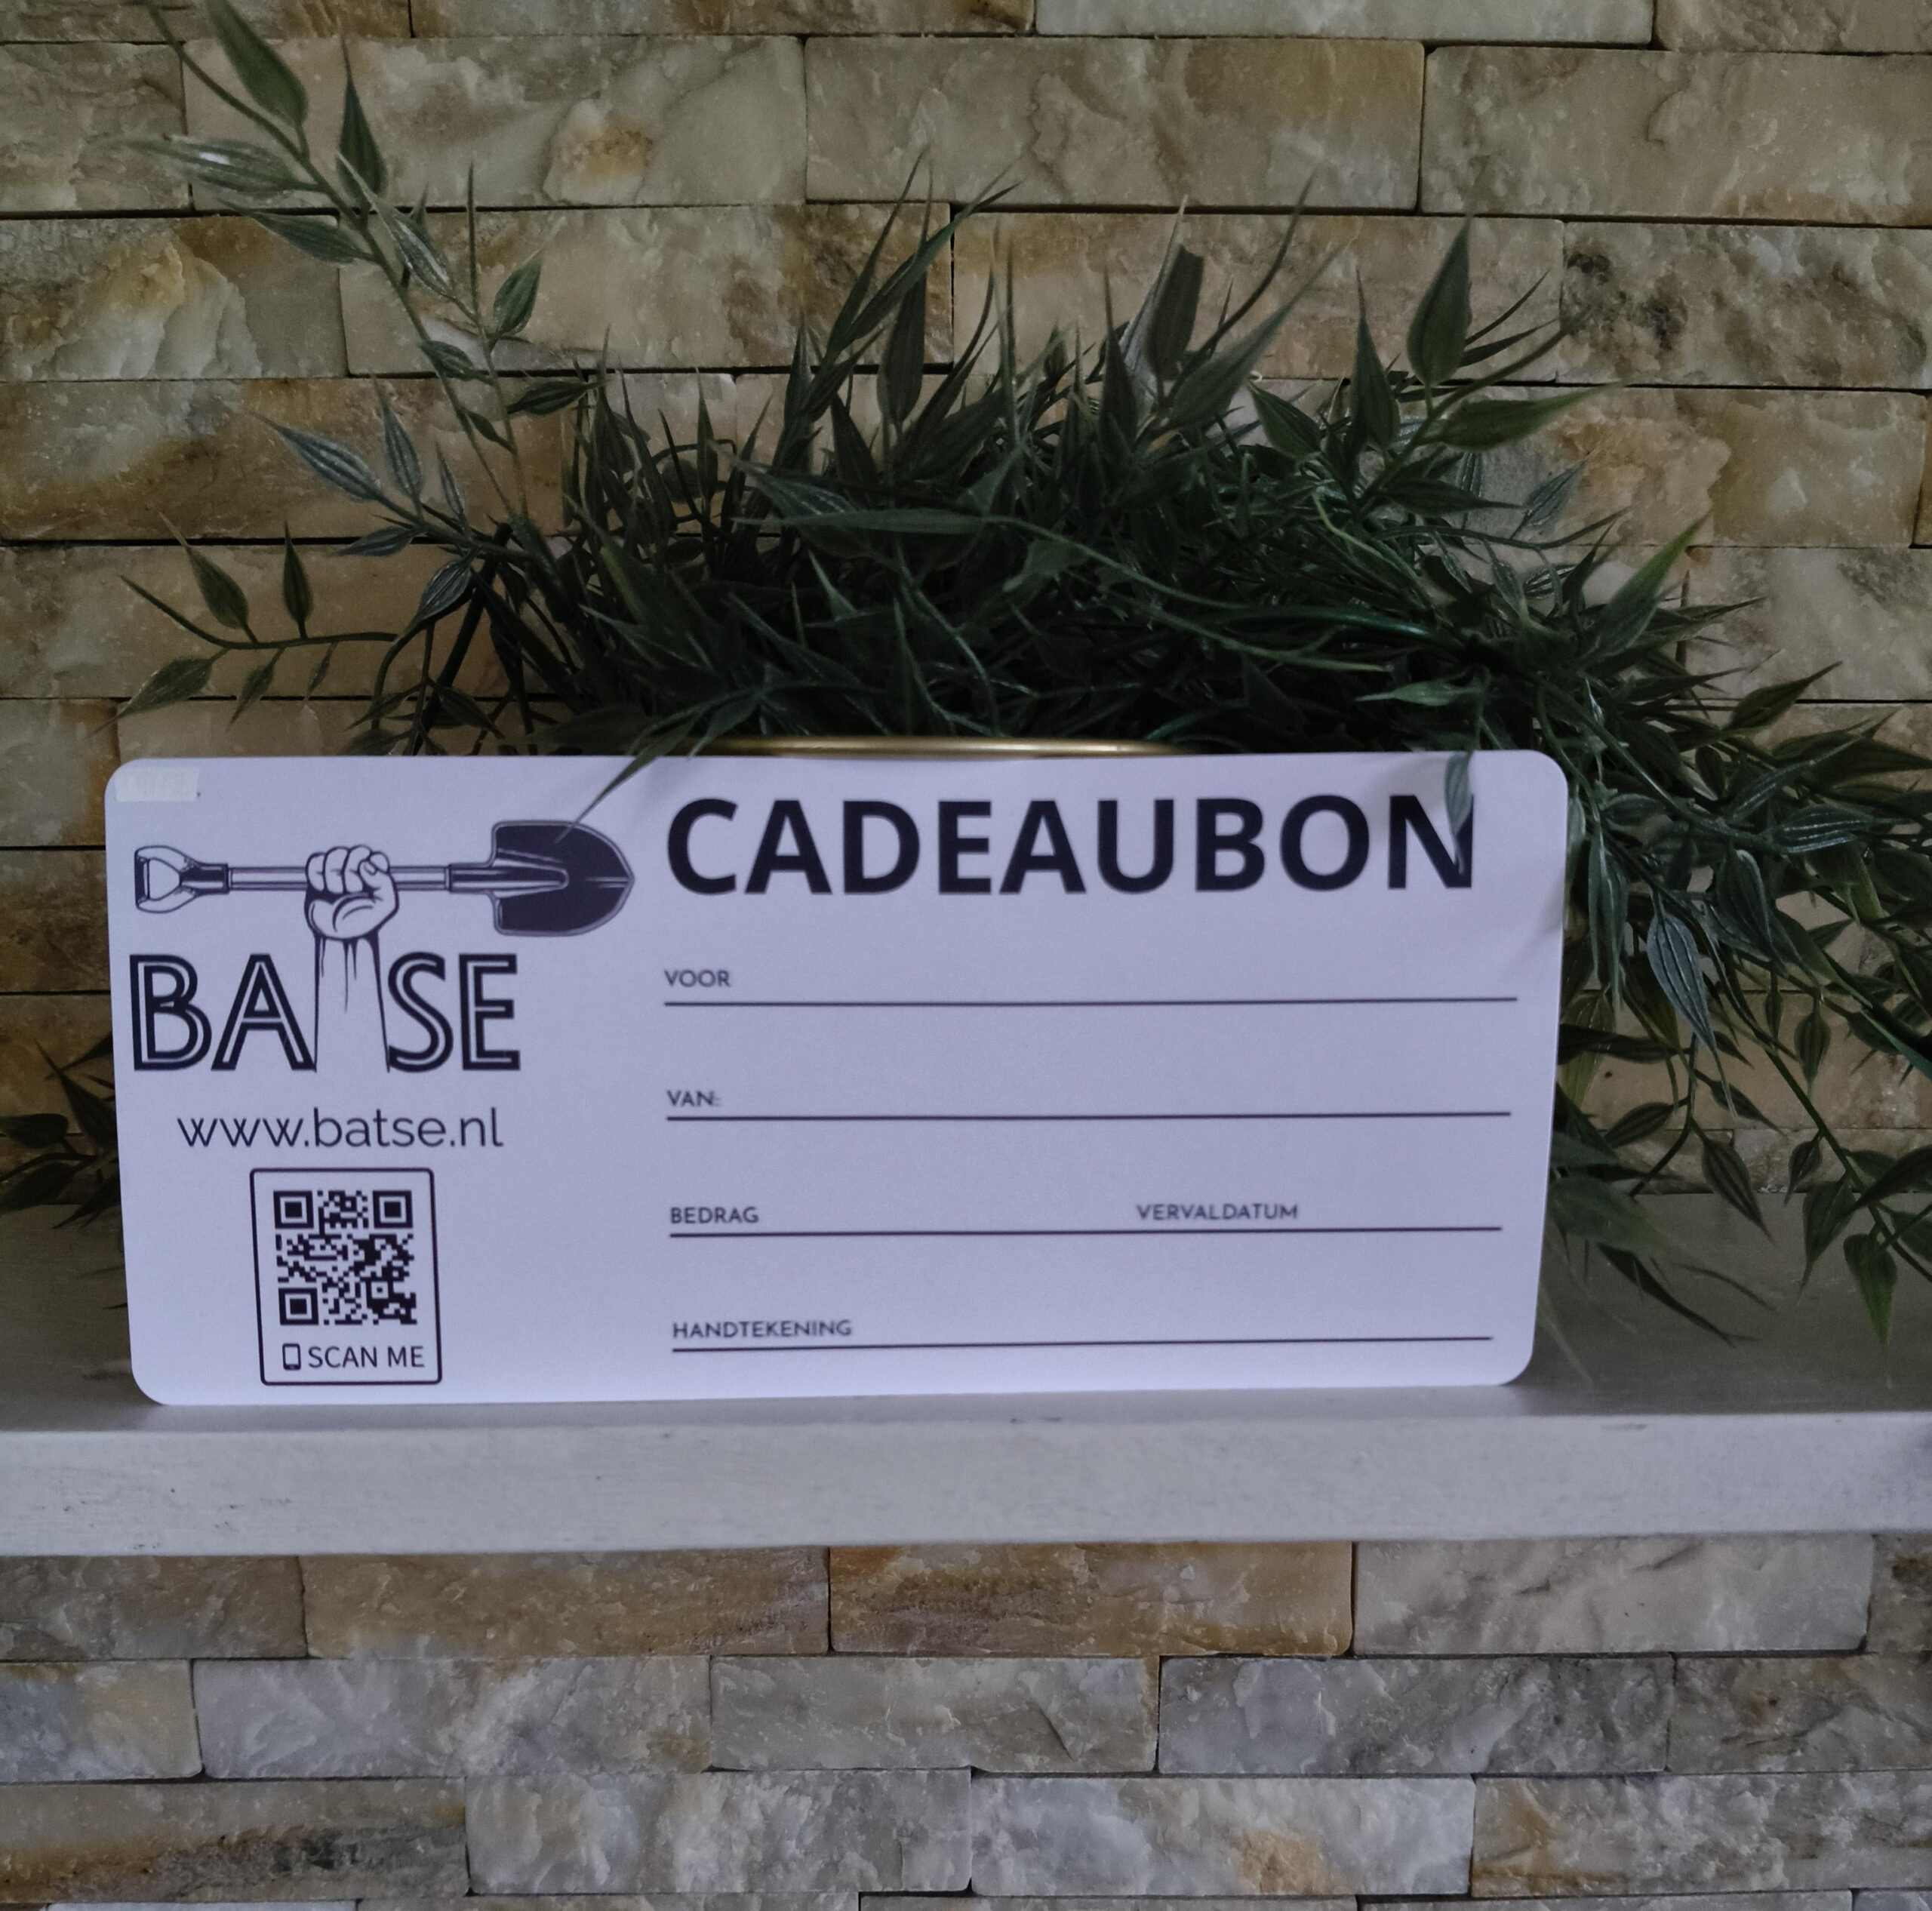 BATSE
www.batse.nl
SCAN ME
CADEAUBON
VOOR
VAN:
BEDRAG VERVALDATUM
HANDTEKENING